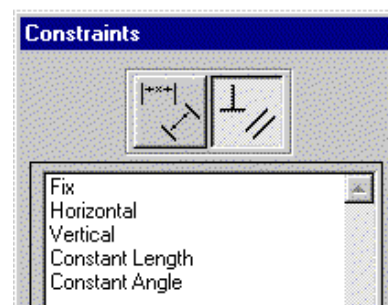 Constraints
Fix
Horizontal
Vertical
Constant Length
Constant Angle